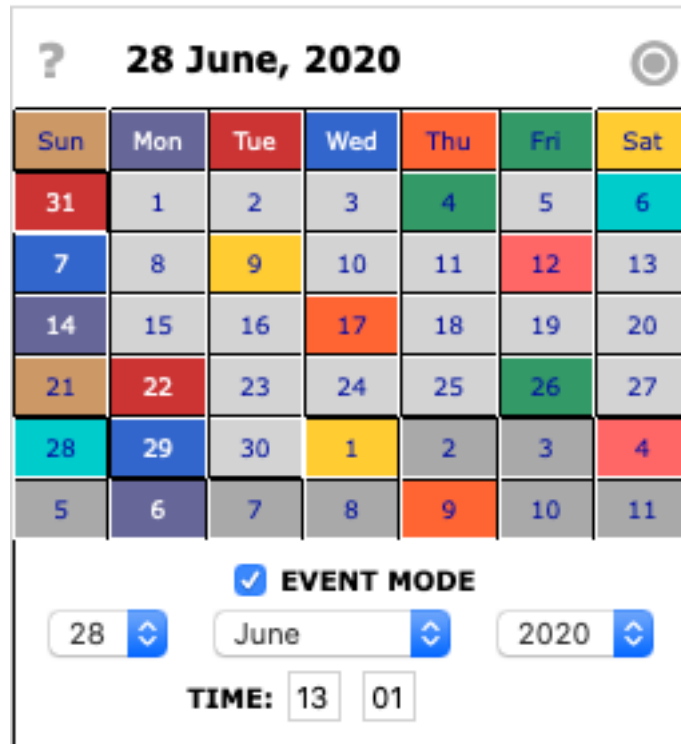 ? 28 June, 2020
Sun Mon Tue Wed Thu Fri Sat
31 1 2 3 4 5 6
7 8 9 10 11 12 13
14 15 16 17 18 19 20
21 22 23 24 25 26 27
28 29 30 1 2 3 4
5 6 7 8 9 10 11
EVENT MODE
28 June 2020
TIME: 13 01